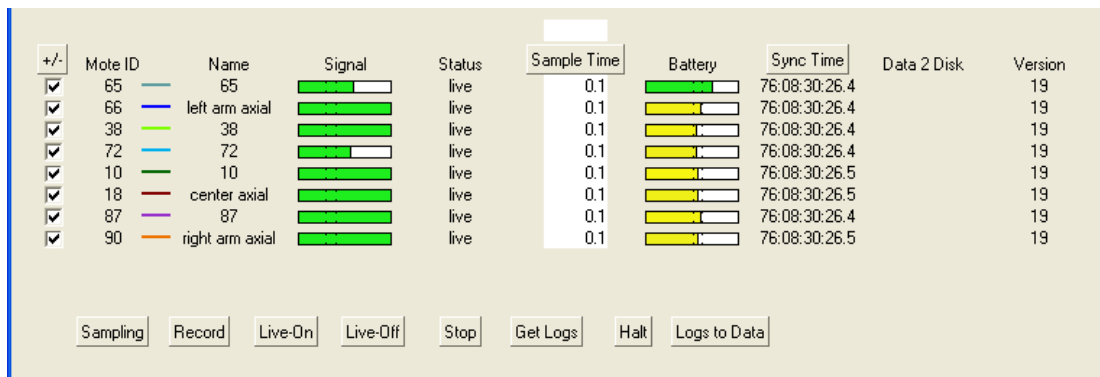 +/- Mote ID Name Signal Status Sample Time Battery Sync Time Data 2 Disk Version
65 65 live 0.1 76:08:30:26.4 19
66 left arm axial live 0.1 76:08:30:26.4 19
38 38 live 0.1 76:08:30:26.4 19
72 72 live 0.1 76:08:30:26.4 19
10 10 live 0.1 76:08:30:26.5 19
18 center axial live 0.1 76:08:30:26.5 19
87 87 live 0.1 76:08:30:26.4 19
90 right arm axial live 0.1 76:08:30:26.5 19
Sampling Record Live-On Live-Off Stop Get Logs Halt Logs to Data